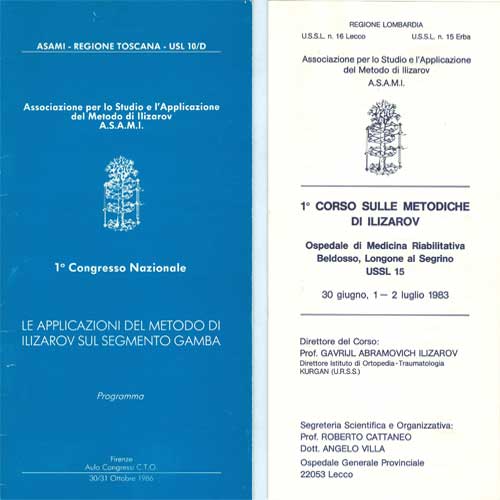 ASAMI - REGIONE TOSCANA - USL 10/D
Associazione per lo Studio e l'Applicazione
del Metodo di Ilizarov
A.S.A.M.I.
1° Congresso Nazionale
LE APPLICAZIONI DEL METODO DI
ILIZAROV SUL SEGMENTO GAMBA
Programma
Firenze
Aula Congressi C.T.O.
30/31 Ottobre 1986
REGIONE LOMBARDIA
U.S.S.L. n. 16 Lecco U.S.S.L. n. 15 Erba
Associazione per lo Studio e l'Applicazione
del Metodo di Ilizarov
A.S.A.M.I.
1° CORSO SULLE METODICHE
DI ILIZAROV
Ospedale di Medicina Riabilitativa
Beldosso, Longone al Segrino
USSL 15
30 giugno, 1 — 2 luglio 1983
Direttore del Corso:
Prof. GAVRIJL ABRAMOVICH ILIZAROV
Direttore Istituto di Ortopedia - Traumatologia
KURGAN (U.R.S.S.)
Segreteria Scientifica e Organizzativa:
Prof. ROBERTO CATTANEO
Dott. ANGELO VILLA
Ospedale Generale Provinciale
22053 Lecco